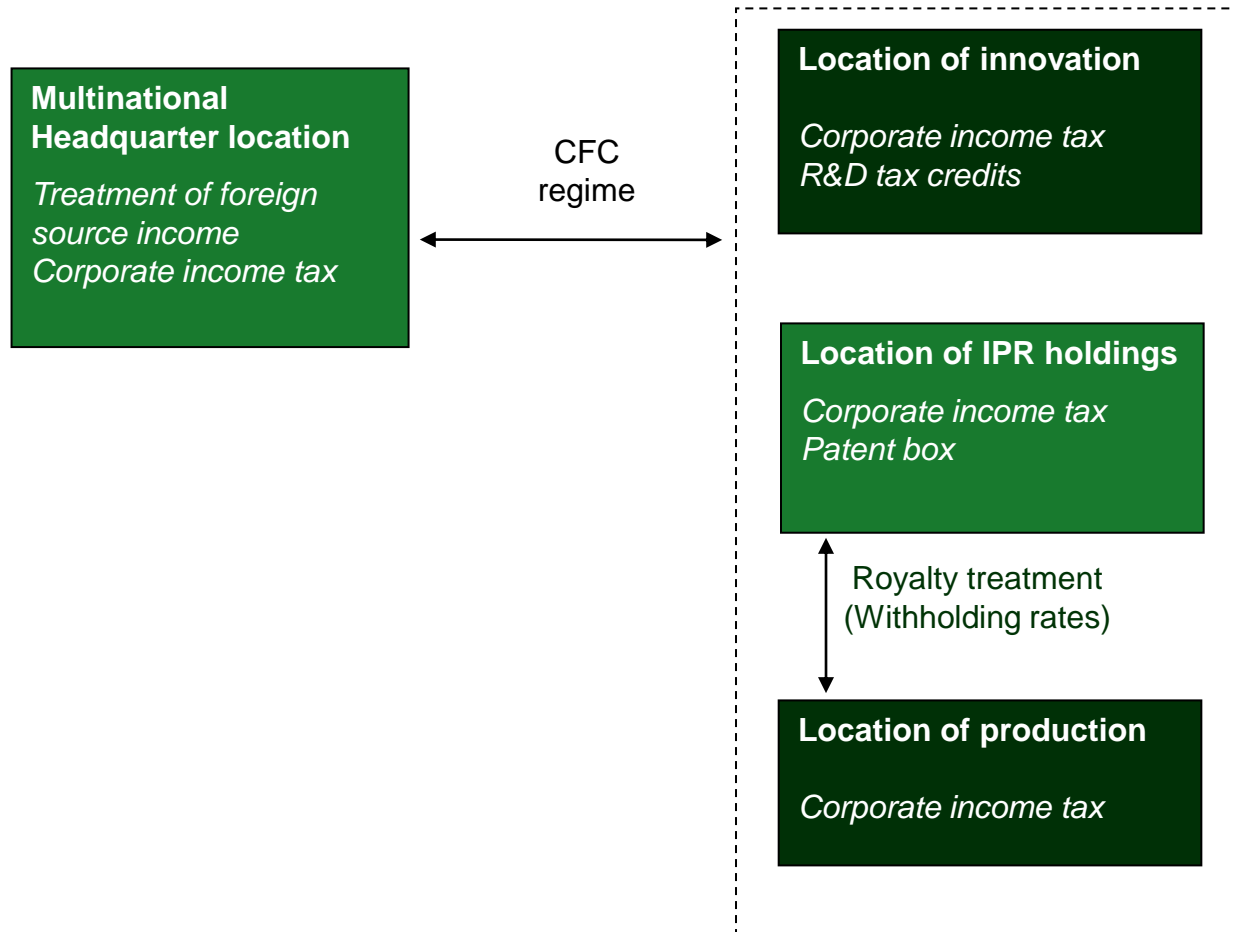 Multinational
Headquarter location
Treatment of foreign
source income
Corporate income tax
CFC
regime
Location of innovation
Corporate income tax
R&D tax credits
Location of IPR holdings
Corporate income tax
Patent box
Royalty treatment
(Withholding rates)
Location of production
Corporate income tax